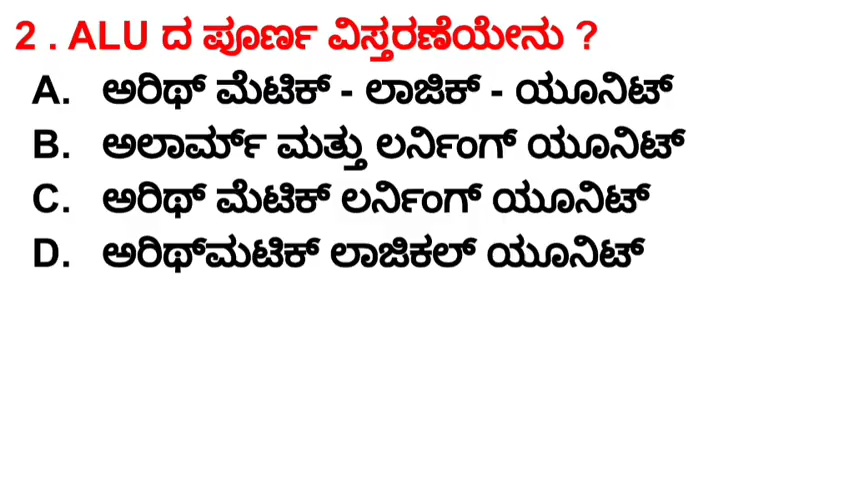 2 . ALU ದ ಪೂರ್ಣ ವಿಸ್ತರಣೆಯೇನು ?
A. ಅರಿಥ್ ಮೆಟಿಕ್ - ಲಾಜಿಕ್ - ಯೂನಿಟ್
B. ಅಲಾರ್ಮ್ ಮತ್ತು ಲರ್ನಿಂಗ್ ಯೂನಿಟ್
C. ಅರಿಥ್ ಮೆಟಿಕ್ ಲರ್ನಿಂಗ್ ಯೂನಿಟ್
D. ಅರಿಥ್‌ಮಟಿಕ್ ಲಾಜಿಕಲ್ ಯೂನಿಟ್